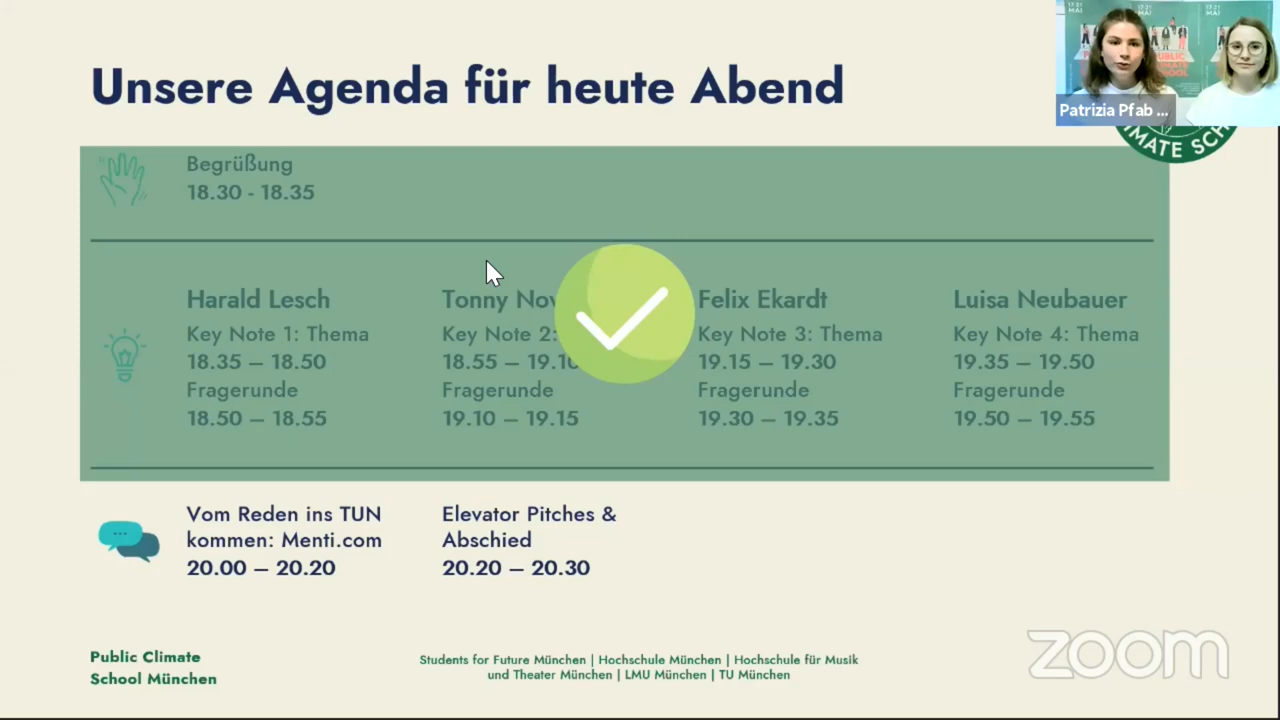 Unsere Agenda für heute Abend
Patrizia Pfab ...
Begrüßung
18.30 - 18.35
Harald Lesch
Key Note 1: Thema
18.35 – 18.50
Fragerunde
18.50 – 18.55
Tonny
Key Note 2:
18.55 – 19.10
Fragerunde
19.10 – 19.15
Felix Ekardt
Key Note 3: Thema
19.15 – 19.30
Fragerunde
19.30 – 19.35
Luisa Neubauer
Key Note 4: Thema
19.35 – 19.50
Fragerunde
19.50 – 19.55
Vom Reden ins TUN
kommen: Menti.com
20.00 – 20.20
Elevator Pitches &
Abschied
20.20 – 20.30
Public Climate
School München
Students for Future München | Hochschule München | Hochschule für Musik
und Theater München | LMU München | TU München
zoom